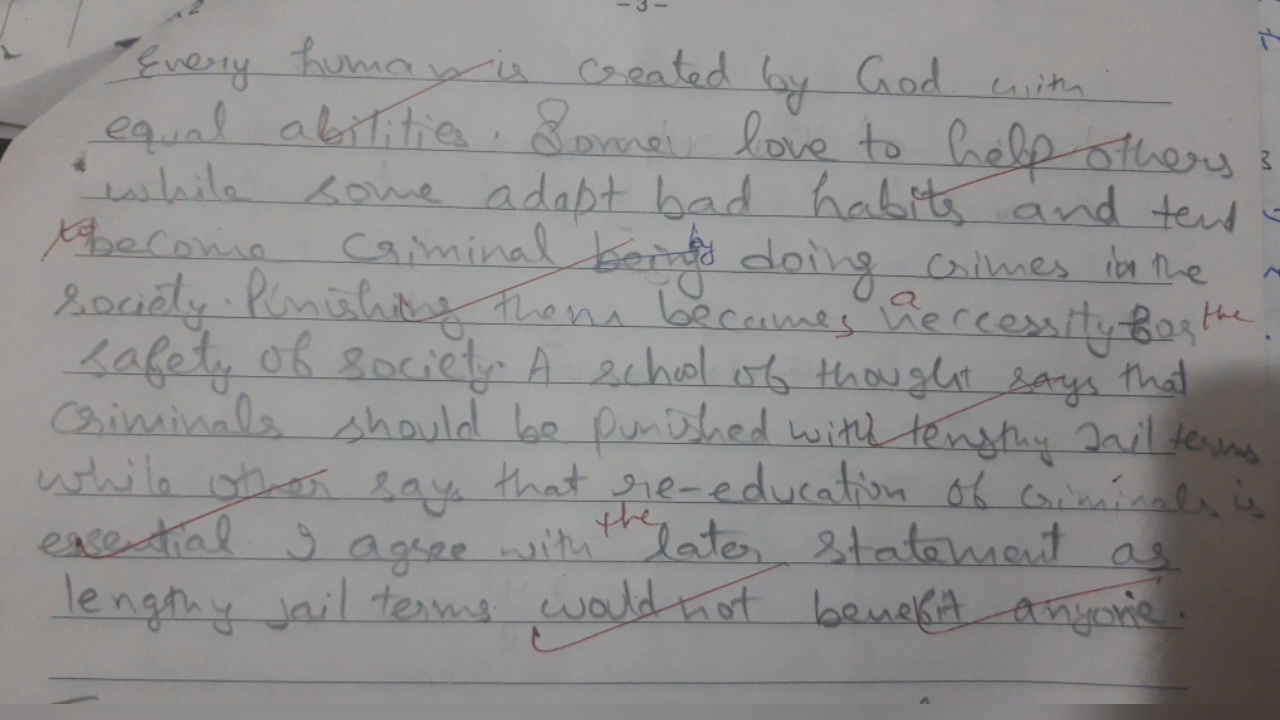 -3-
Every human is created by God with
equal abilities. Some love to help others
while some adapt bad habits and tend
to become criminal beings by doing crimes in the
society. Punishing them becomes a neccessity for the
safety of society. A school of thought says that
criminals should be punished with lengthy Jail terms
while other says that re-education of criminals is
essential. I agree with the later statement as
lengthy jail terms would not benefit anyone.